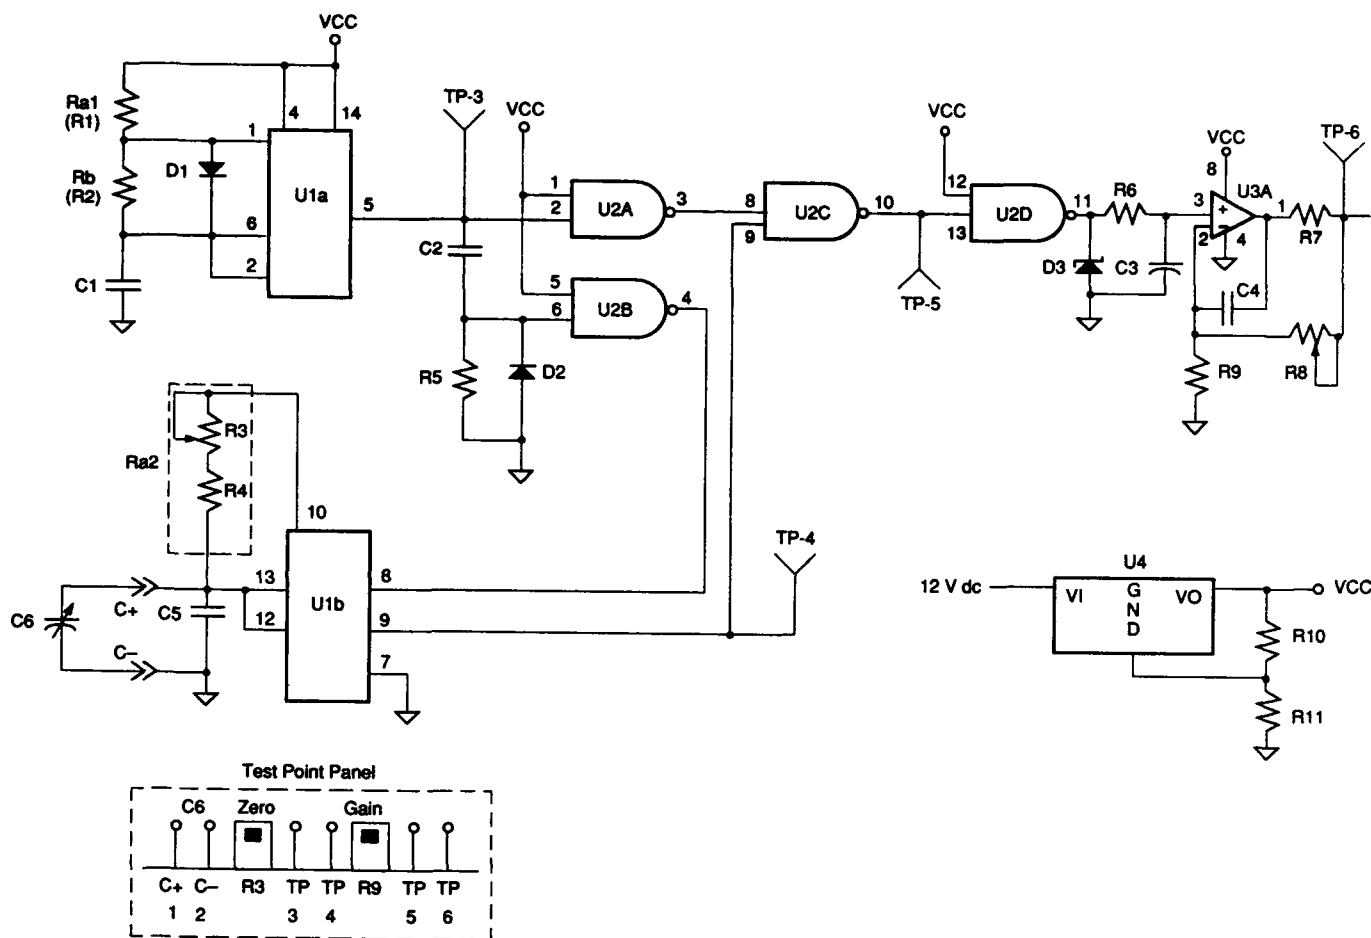 VCC
Ra1
(R1)
4
14
TP-3
VCC
VCC
VCC
TP-6
1
D1
Rb
(R2)
U1a
5
6
2
C1
1
2
U2A
3
C2
5
6
U2B
4
R5
D2
8
9
U2C
10
TP-5
12
13
U2D
11
R6
D3
C3
8
3
2
+
−
U3A
4
1
R7
C4
R9
R8
Ra2
R3
R4
10
13
12
U1b
8
9
7
C6
C+
C–
C5
TP-4
U4
12 V dc
VI
G
N
D
VO
VCC
R10
R11
Test Point Panel
C6 Zero Gain
C+ C– R3 TP TP R9 TP TP
1 2 3 4 5 6